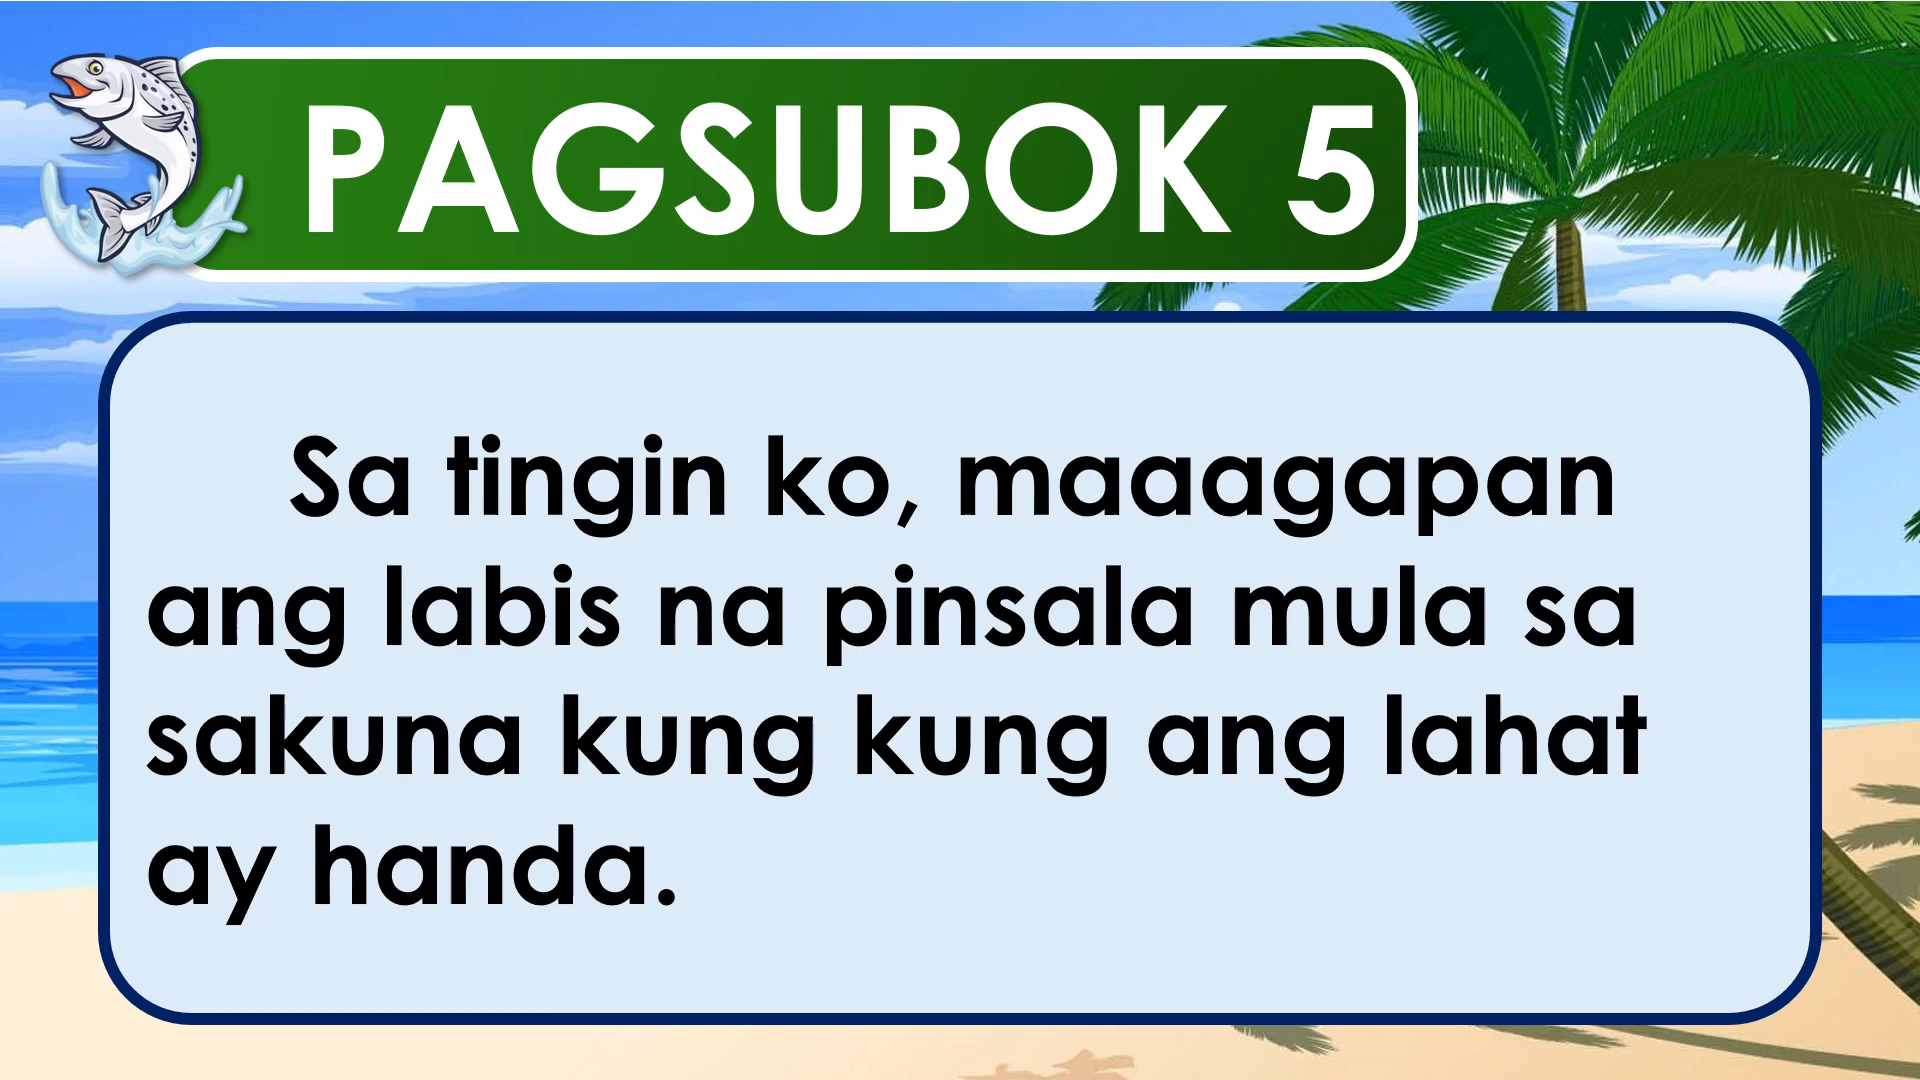 PAGSUBOK 5
Sa tingin ko, maaagapan
ang labis na pinsala mula sa
sakuna kung kung ang lahat
ay handa.